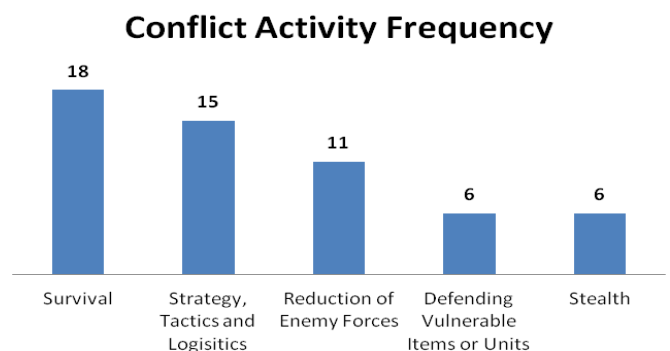 Conflict Activity Frequency
18
15
11
6
6
Survival
Strategy,
Tactics and
Logisitics
Reduction of
Enemy Forces
Defending
Vulnerable
Items or Units
Stealth